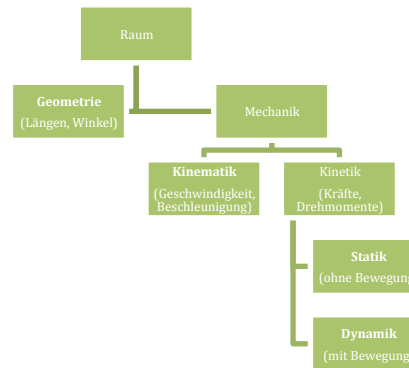 Raum
Geometrie
(Längen, Winkel)
Mechanik
Kinematik
(Geschwindigkeit,
Beschleunigung)
Kinetik
(Kräfte,
Drehmomente)
Statik
(ohne Bewegung
Dynamik
(mit Bewegung